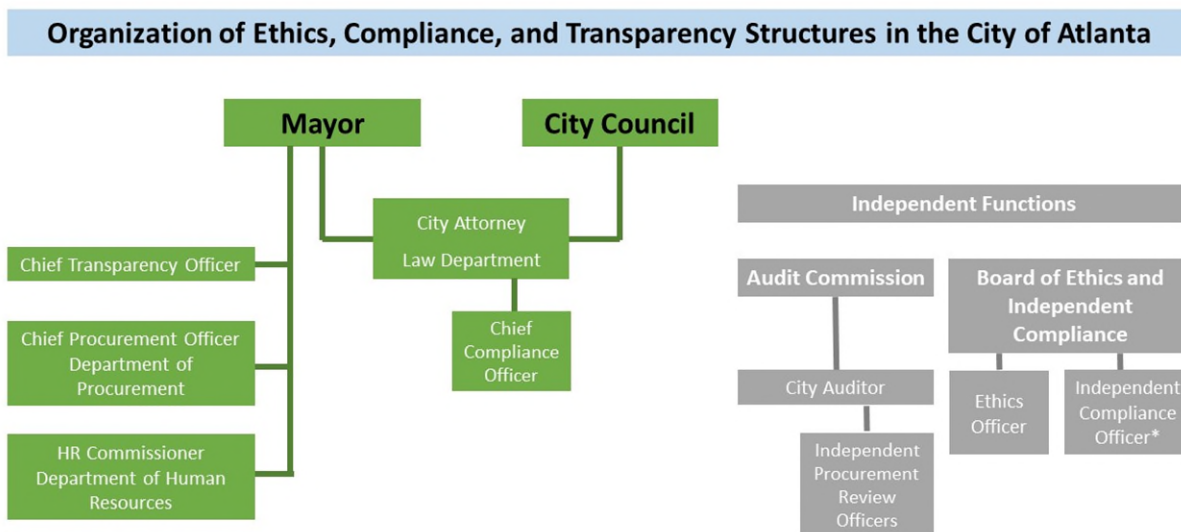 Organization of Ethics, Compliance, and Transparency Structures in the City of Atlanta
Mayor
City Council
City Attorney
Law Department
Chief Transparency Officer
Chief Procurement Officer
Department of
Procurement
HR Commissioner
Department of Human
Resources
Chief
Compliance
Officer
Independent Functions
Audit Commission
City Auditor
Independent
Procurement
Review
Officers
Board of Ethics and
Independent
Compliance
Ethics
Officer
Independent
Compliance
Officer*